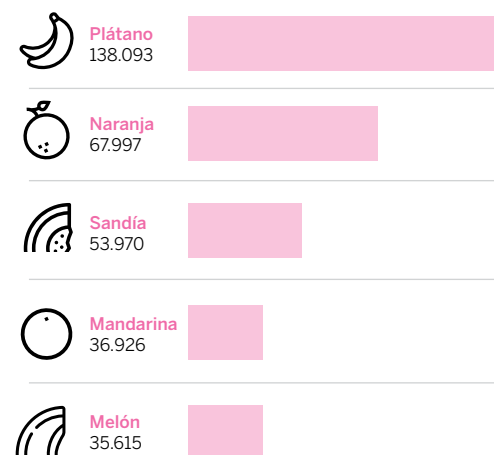 Plátano
138.093
Naranja
67.997
Sandía
53.970
Mandarina
36.926
Melón
35.615